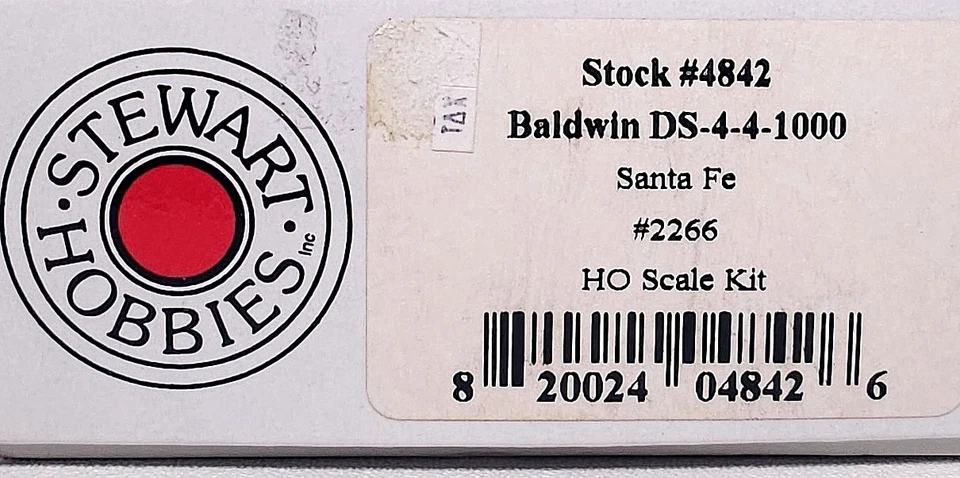 ·STEWART·
HOBBIES Inc
Stock #4842
Baldwin DS-4-4-1000
Santa Fe
#2266
HO Scale Kit
8 20024 04842 6